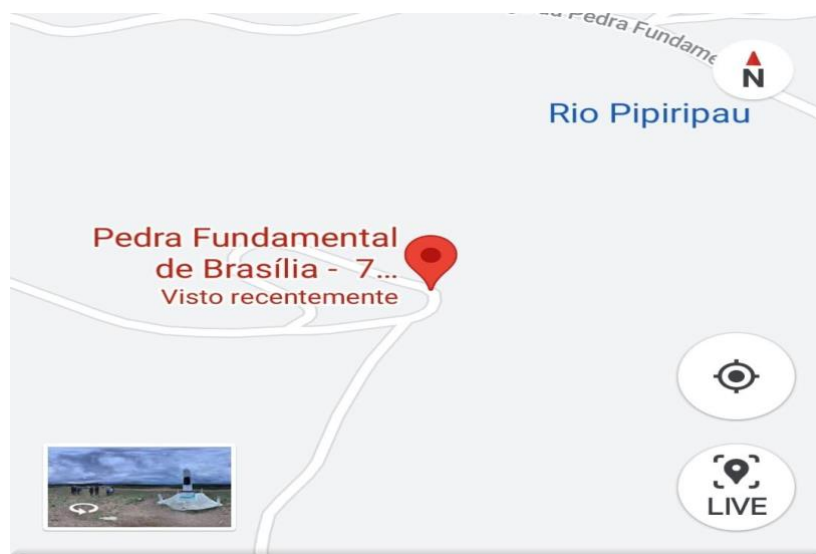 Pedra Fundame
N
Rio Pipiripau
Pedra Fundamental
de Brasília - 7...
Visto recentemente
LIVE